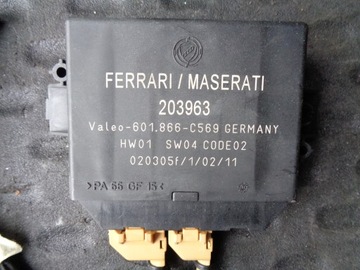 FERRARI / MASERATI
203963
Valeo-601.866-C569 GERMANY
HW01 SW04 CODE02
020305f/1/02/11
>PA 66 GF 15<